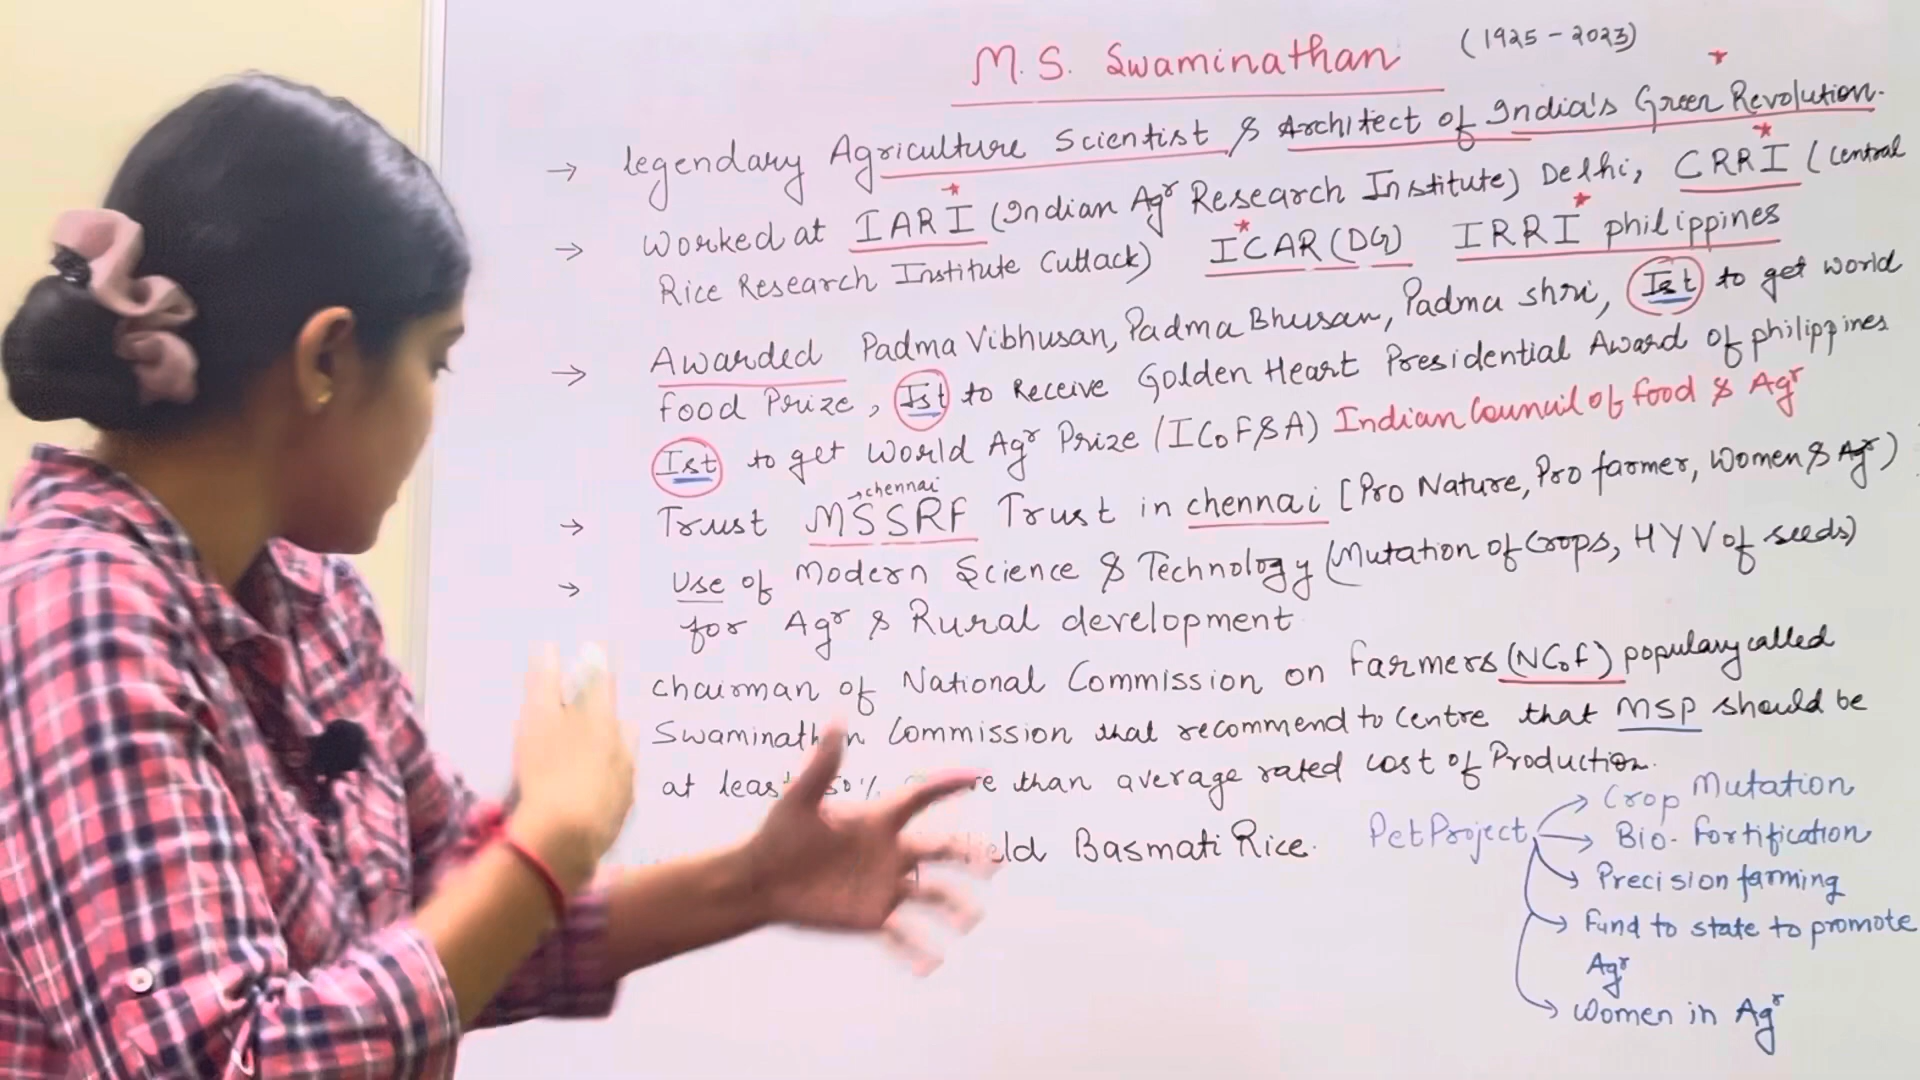 M.S. Swaminathan (1925 - 2023)
→ legendary Agriculture Scientist & Architect of India's Green Revolution.
→ Worked at IARI (Indian Agr Research Institute) Delhi, CRRI (Central
Rice Research Institute Cuttack) ICAR (DG) IRRI philippines
→ Awarded Padma Vibhusan, Padma Bhusan, Padma shri, Ist to get world
food Prize, Ist to Receive Golden Heart Presidential Award of philippines
Ist to get World Agr Prize (ICoF&A) Indian Council of food & Agr
→ chennai
→ Trust MSSRF Trust in chennai [Pro Nature, Pro farmer, Women & Agr)
→ Use of Modern Science & Technology (Mutation of Crops, HYV of seeds)
for Agr & Rural development
chairman of National Commission on farmers (NCoF) populary called
Swaminathan Commission that recommend to Centre that MSP should be
at least 50% than average rated cost of Production.
Basmati Rice.
PetProject → Crop Mutation
→ Bio-fortification
→ Precision farming
→ Fund to state to promote
Agr
→ Women in Agr